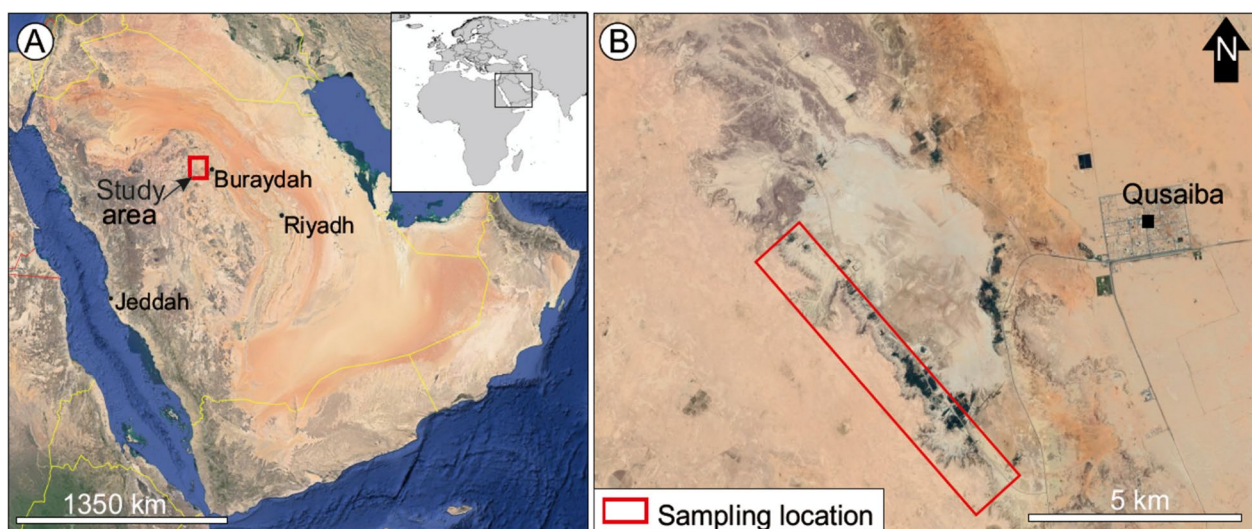 A
Study
area
Buraydah
Riyadh
Jeddah
1350 km
B
N
Qusaiba
Sampling location
5 km